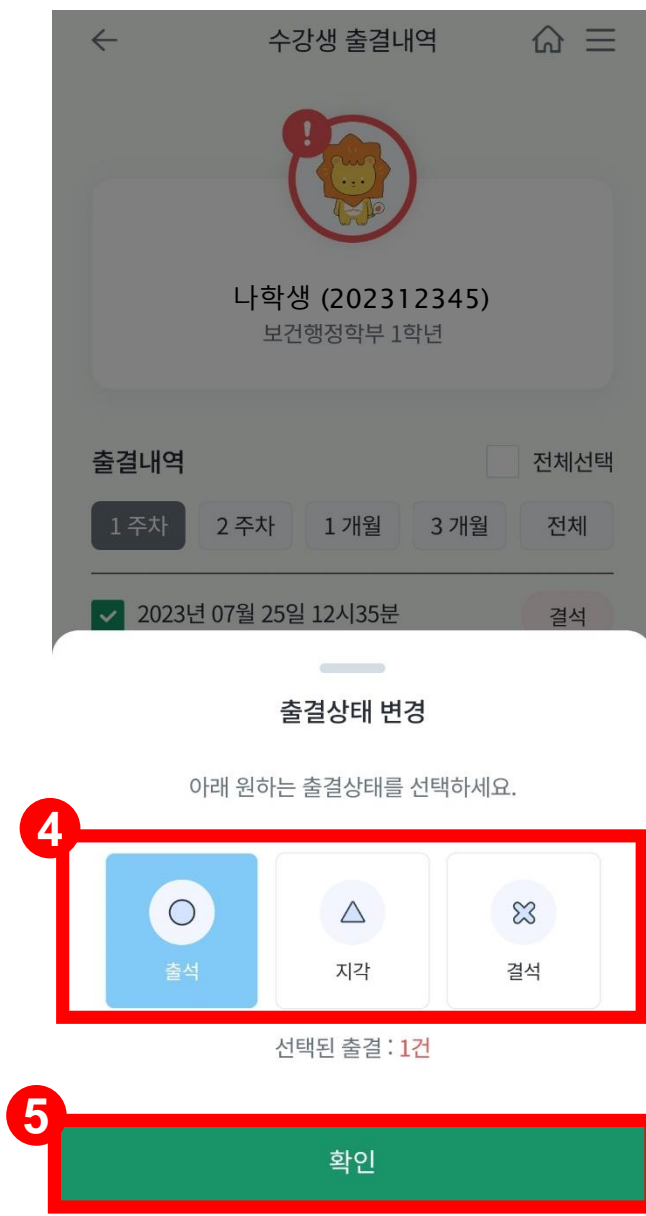 수강생 출결내역
!
나학생 (202312345)
보건행정학부 1학년
출결내역
전체선택
1 주차 2 주차 1 개월 3 개월 전체
2023년 07월 25일 12시35분 결석
출결상태 변경
아래 원하는 출결상태를 선택하세요.
4
출석 지각 결석
선택된 출결 : 1건
5
확인